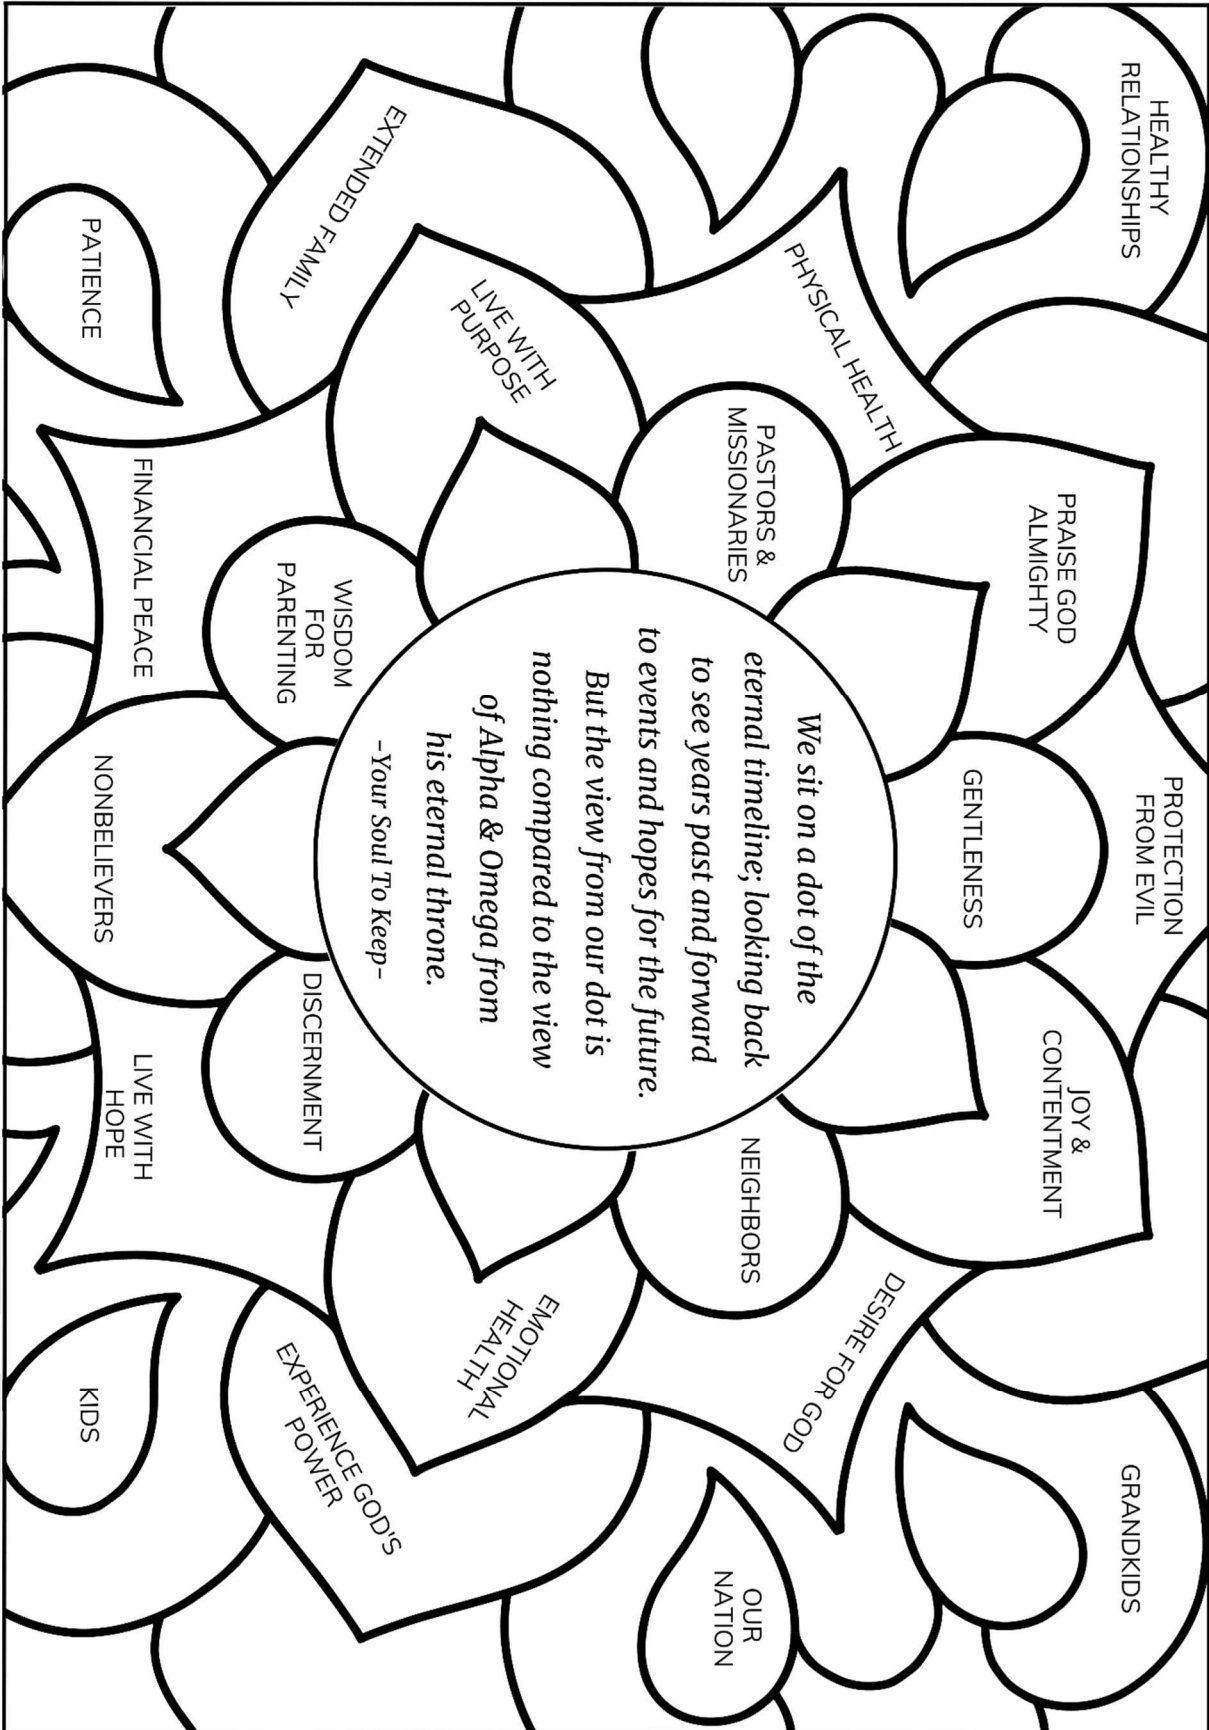 HEALTHY
RELATIONSHIPS
PROTECTION
FROM EVIL
GRANDKIDS
PRAISE GOD
ALMIGHTY
JOY &
CONTENTMENT
GENTLENESS
PHYSICAL HEALTH
DESIRE FOR GOD
PASTORS &
MISSIONARIES
NEIGHBORS
OUR
NATION
We sit on a dot of the
eternal timeline; looking back
to see years past and forward
to events and hopes for the future.
But the view from our dot is
nothing compared to the view
of Alpha & Omega from
his eternal throne.
-Your Soul To Keep-
LIVE WITH
PURPOSE
EMOTIONAL
HEALTH
EXTENDED FAMILY
WISDOM
FOR
PARENTING
DISCERNMENT
EXPERIENCE GOD'S
POWER
PATIENCE
FINANCIAL PEACE
NONBELIEVERS
LIVE WITH
HOPE
KIDS